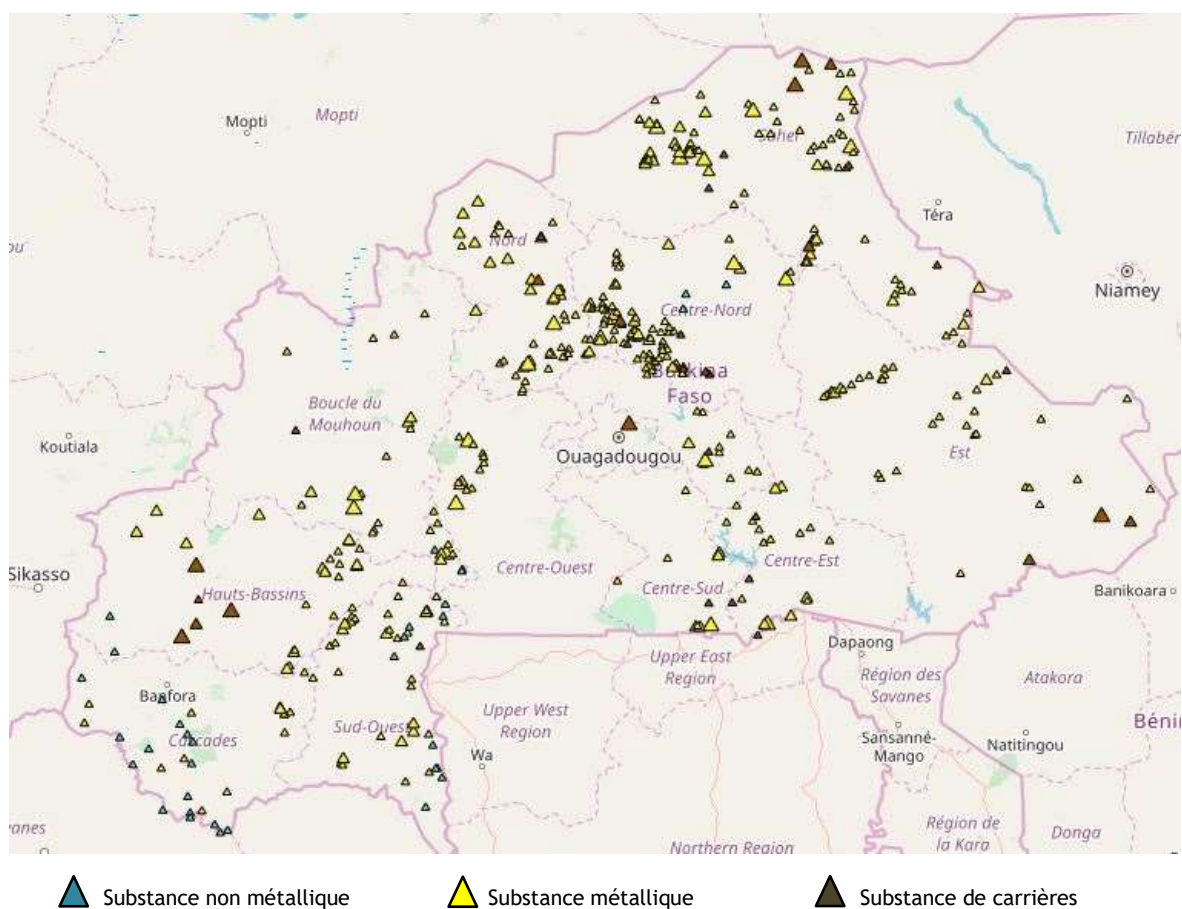 Mopti
Mopti
Sahel
Tillabér
Téra
Nord
Niamey
Centre-Nord
Burkina
Faso
Boucle du
Mouhoun
Koutiala
Ouagadougou
Est
Sikasso
Centre-Ouest
Centre-Est
Hauts-Bassins
Centre-Sud
Banikoara
Dapaong
Upper East
Region
Région des
Savanes
Atakora
Banfora
Upper West
Region
Sud-Ouest
Cascades
Wa
Sansanné-
Mango
Natitingou
Bénin
Northern Region
Région de
la Kara
Donga
Substance non métallique
Substance métallique
Substance de carrières